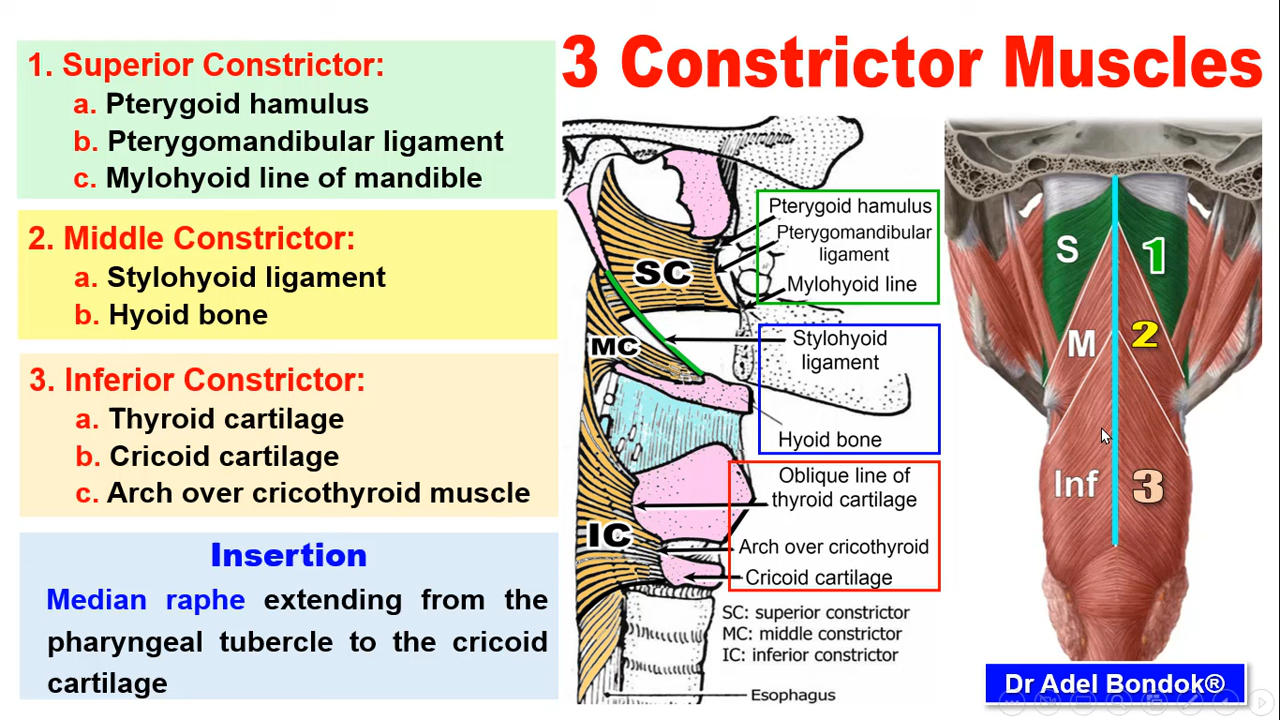 3 Constrictor Muscles
1. Superior Constrictor:
a. Pterygoid hamulus
b. Pterygomandibular ligament
c. Mylohyoid line of mandible
2. Middle Constrictor:
a. Stylohyoid ligament
b. Hyoid bone
3. Inferior Constrictor:
a. Thyroid cartilage
b. Cricoid cartilage
c. Arch over cricothyroid muscle
Insertion
Median raphe extending from the
pharyngeal tubercle to the cricoid
cartilage
Pterygoid hamulus
Pterygomandibular
ligament
Mylohyoid line
Stylohyoid
ligament
Hyoid bone
Oblique line of
thyroid cartilage
Arch over cricothyroid
Cricoid cartilage
SC
MC
IC
SC: superior constrictor
MC: middle constrictor
IC: inferior constrictor
Esophagus
S 1
M 2
Inf 3
Dr Adel Bondok®